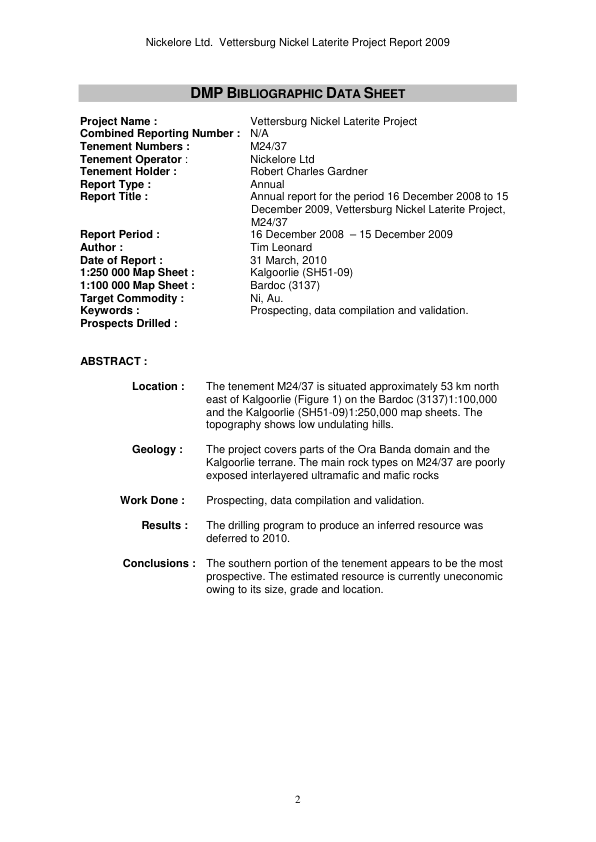 Nickelore Ltd.  Vettersburg Nickel Laterite Project Report 2009
DMP BIBLIOGRAPHIC DATA SHEET
Project Name : Vettersburg Nickel Laterite Project
Combined Reporting Number : N/A
Tenement Numbers : M24/37
Tenement Operator : Nickelore Ltd
Tenement Holder : Robert Charles Gardner
Report Type : Annual
Report Title : Annual report for the period 16 December 2008 to 15
December 2009, Vettersburg Nickel Laterite Project,
M24/37
Report Period : 16 December 2008  – 15 December 2009
Author : Tim Leonard
Date of Report : 31 March, 2010
1:250 000 Map Sheet : Kalgoorlie (SH51-09)
1:100 000 Map Sheet : Bardoc (3137)
Target Commodity : Ni, Au.
Keywords : Prospecting, data compilation and validation.
Prospects Drilled :
ABSTRACT :
Location : The tenement M24/37 is situated approximately 53 km north
east of Kalgoorlie (Figure 1) on the Bardoc (3137)1:100,000
and the Kalgoorlie (SH51-09)1:250,000 map sheets. The
topography shows low undulating hills.
Geology : The project covers parts of the Ora Banda domain and the
Kalgoorlie terrane. The main rock types on M24/37 are poorly
exposed interlayered ultramafic and mafic rocks
Work Done : Prospecting, data compilation and validation.
Results : The drilling program to produce an inferred resource was
deferred to 2010.
Conclusions : The southern portion of the tenement appears to be the most
prospective. The estimated resource is currently uneconomic
owing to its size, grade and location.
2